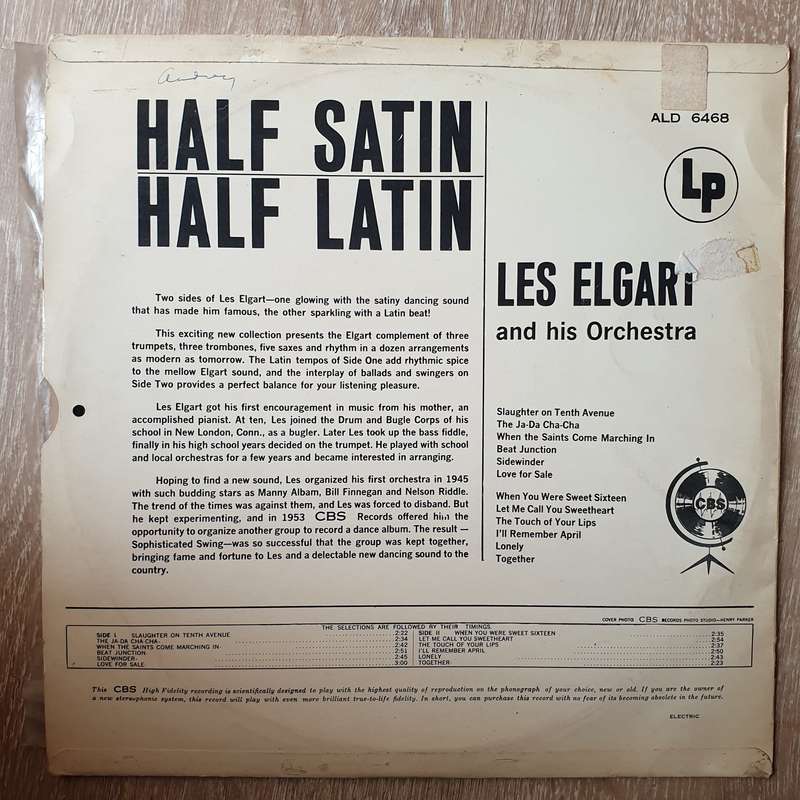 Audrey
ALD 6468
HALF SATIN
HALF LATIN
LP
LES ELGART
and his Orchestra
Two sides of Les Elgart—one glowing with the satiny dancing sound
that has made him famous, the other sparkling with a Latin beat!
This exciting new collection presents the Elgart complement of three
trumpets, three trombones, five saxes and rhythm in a dozen arrangements
as modern as tomorrow. The Latin tempos of Side One add rhythmic spice
to the mellow Elgart sound, and the interplay of ballads and swingers on
Side Two provides a perfect balance for your listening pleasure.
Les Elgart got his first encouragement in music from his mother, an
accomplished pianist. At ten, Les joined the Drum and Bugle Corps of his
school in New London, Conn., as a bugler. Later Les took up the bass fiddle,
finally in his high school years decided on the trumpet. He played with school
and local orchestras for a few years and became interested in arranging.
Hoping to find a new sound, Les organized his first orchestra in 1945
with such budding stars as Manny Albam, Bill Finnegan and Nelson Riddle.
The trend of the times was against them, and Les was forced to disband. But
he kept experimenting, and in 1953 CBS Records offered him the
opportunity to organize another group to record a dance album. The result —
Sophisticated Swing—was so successful that the group was kept together,
bringing fame and fortune to Les and a delectable new dancing sound to the
country.
Slaughter on Tenth Avenue
The Ja-Da Cha-Cha
When the Saints Come Marching In
Beat Junction
Sidewinder
Love for Sale
When You Were Sweet Sixteen
Let Me Call You Sweetheart
The Touch of Your Lips
I'll Remember April
Lonely
Together
CBS
COVER PHOTO CBS RECORDS PHOTO STUDIO—HENRY PARKER
THE SELECTIONS ARE FOLLOWED BY THEIR TIMINGS
SIDE I. SLAUGHTER ON TENTH AVENUE 2:22
THE JA-DA CHA-CHA 2:34
WHEN THE SAINTS COME MARCHING IN 2:42
BEAT JUNCTION 2:51
SIDEWINDER 2:45
LOVE FOR SALE 3:00
SIDE II WHEN YOU WERE SWEET SIXTEEN 2:35
LET ME CALL YOU SWEETHEART 2:54
THE TOUCH OF YOUR LIPS 2:37
I'LL REMEMBER APRIL 2:50
LONELY 2:43
TOGETHER 2:23
This CBS High Fidelity recording is scientifically designed to play with the highest quality of reproduction on the phonograph of your choice, new or old. If you are the owner of
a new stereophonic system, this record will play with even more brilliant true-to-life fidelity. In short, you can purchase this record with no fear of its becoming obsolete in the future.
ELECTRIC